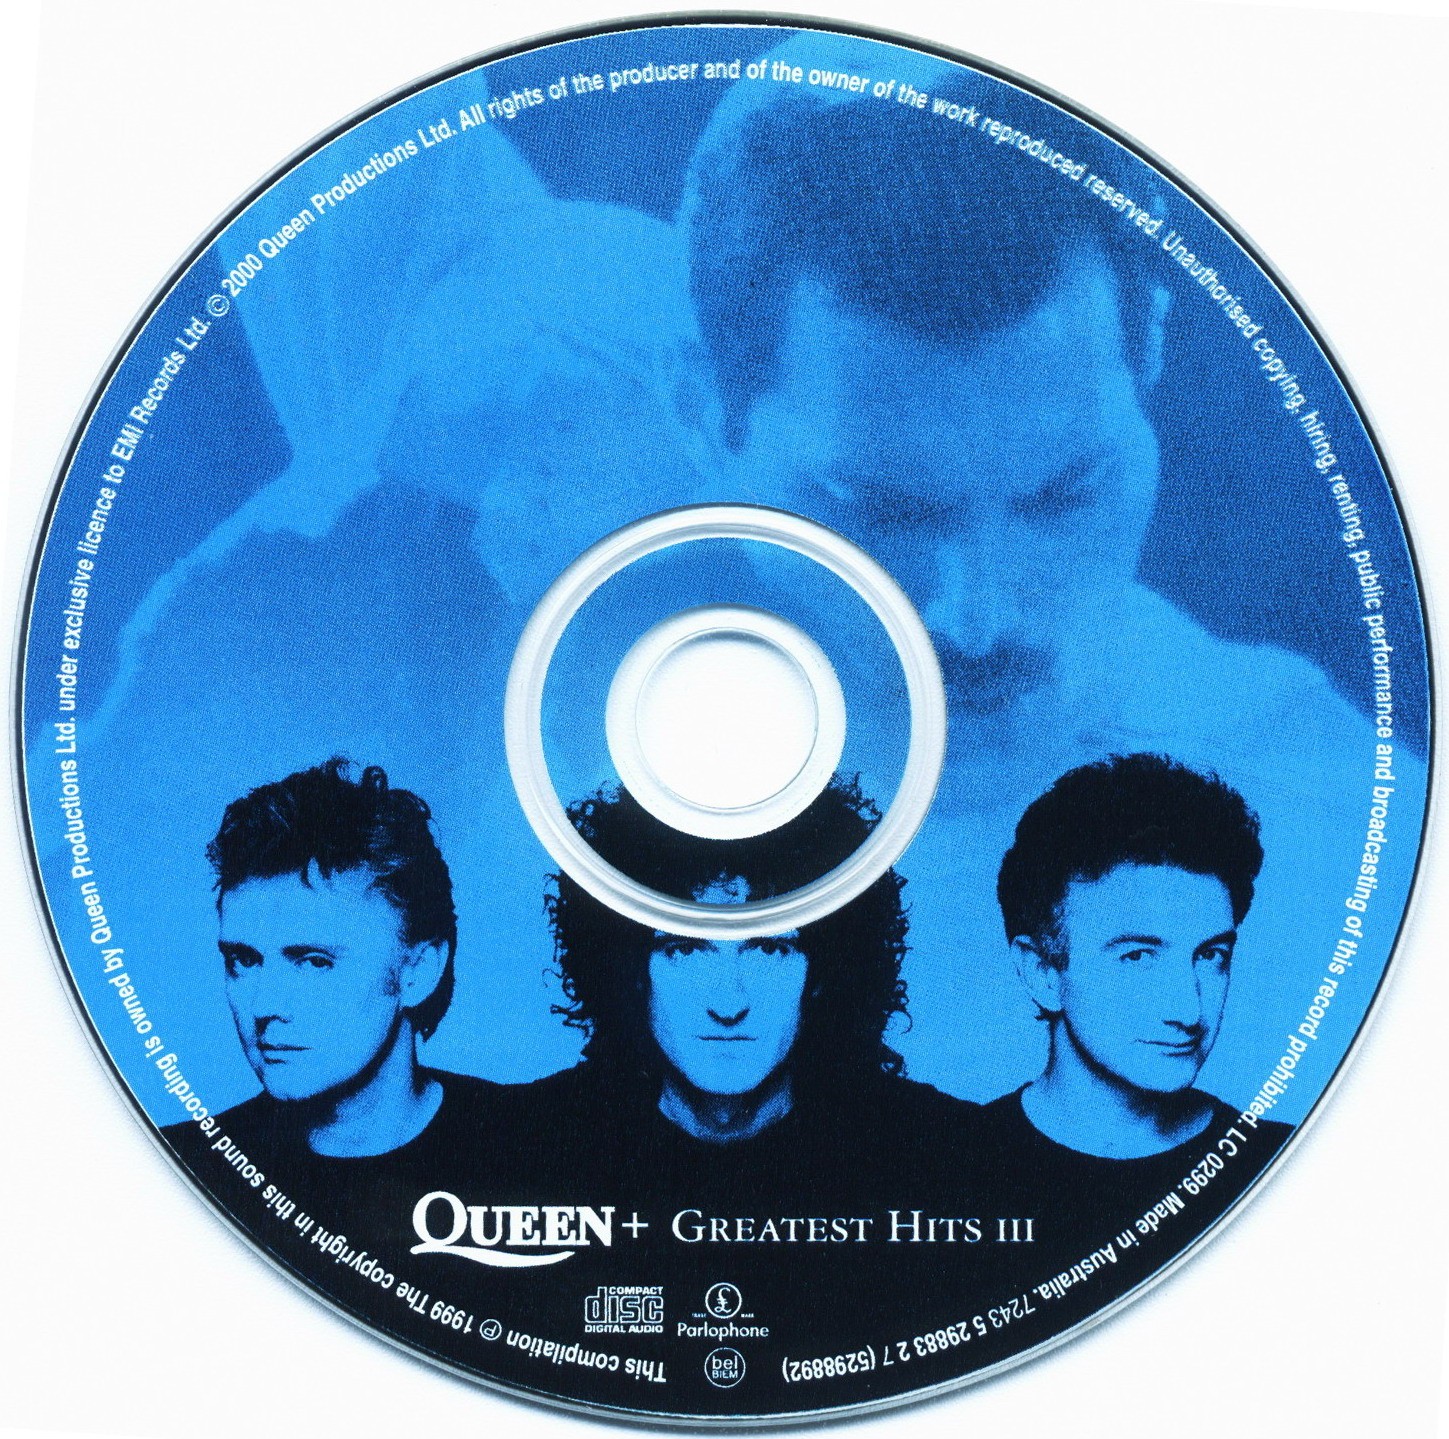 This compilation ℗ 1999 The copyright in this sound recording is owned by Queen Productions Ltd. under exclusive licence to EMI Records Ltd. © 2000 Queen Productions Ltd. All rights of the producer and of the owner of the work reproduced reserved. Unauthorised copying, hiring, renting, public performance and broadcasting of this record prohibited. LC 0299. Made in Australia. 7243 5 29883 2 7 (5298892)
QUEEN+ GREATEST HITS III
COMPACT
disc
DIGITAL AUDIO
£
TRADE MARK
Parlophone
bel
BIEM